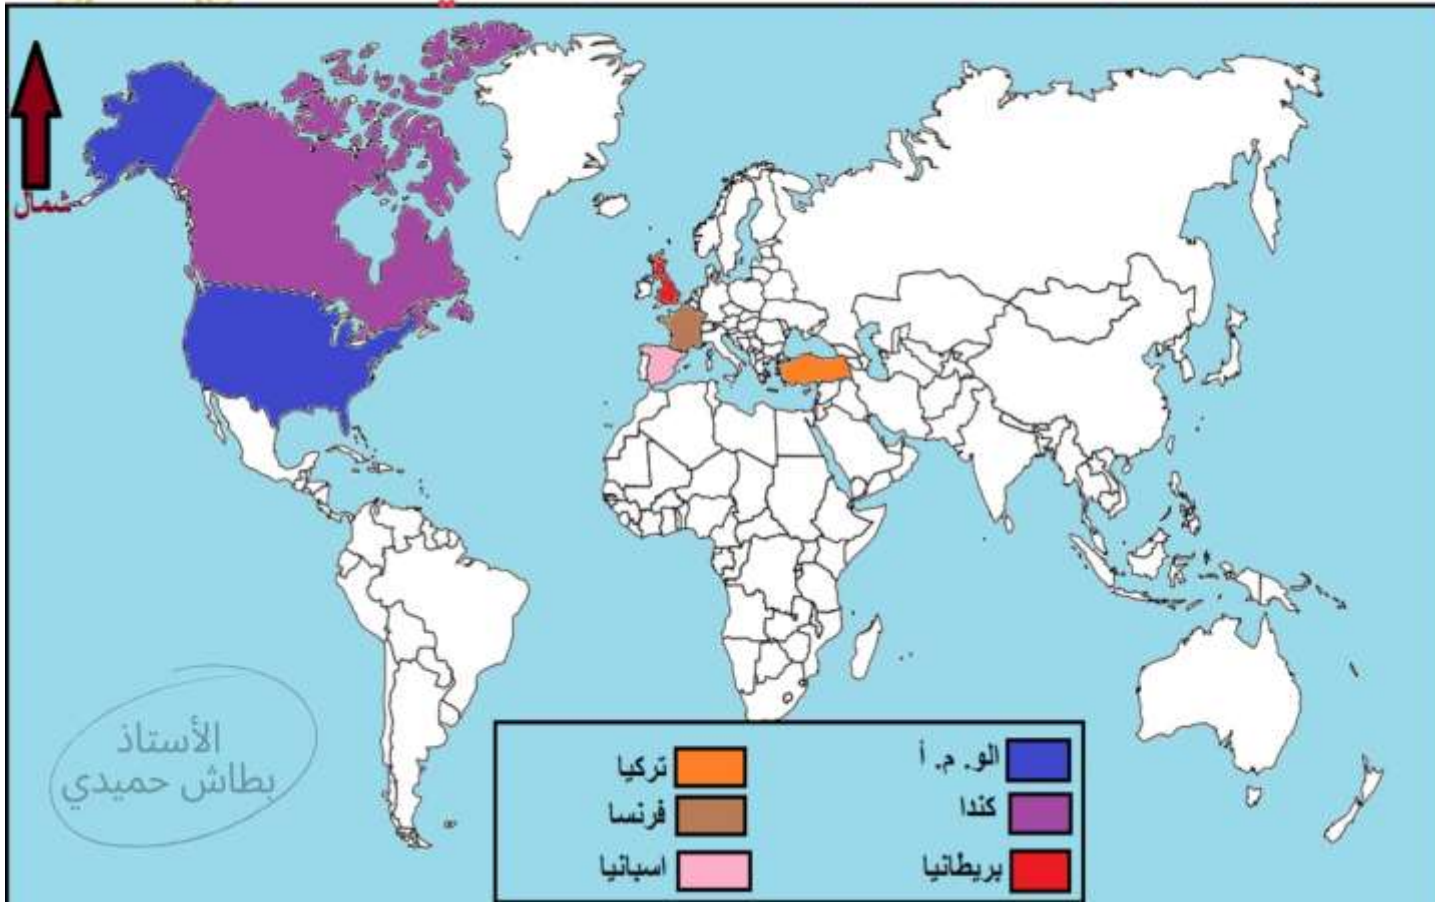 شمال
الو. م. أ
تركيا
كندا
فرنسا
بريطانيا
اسبانيا
الأستاذ
بطاش حميدي